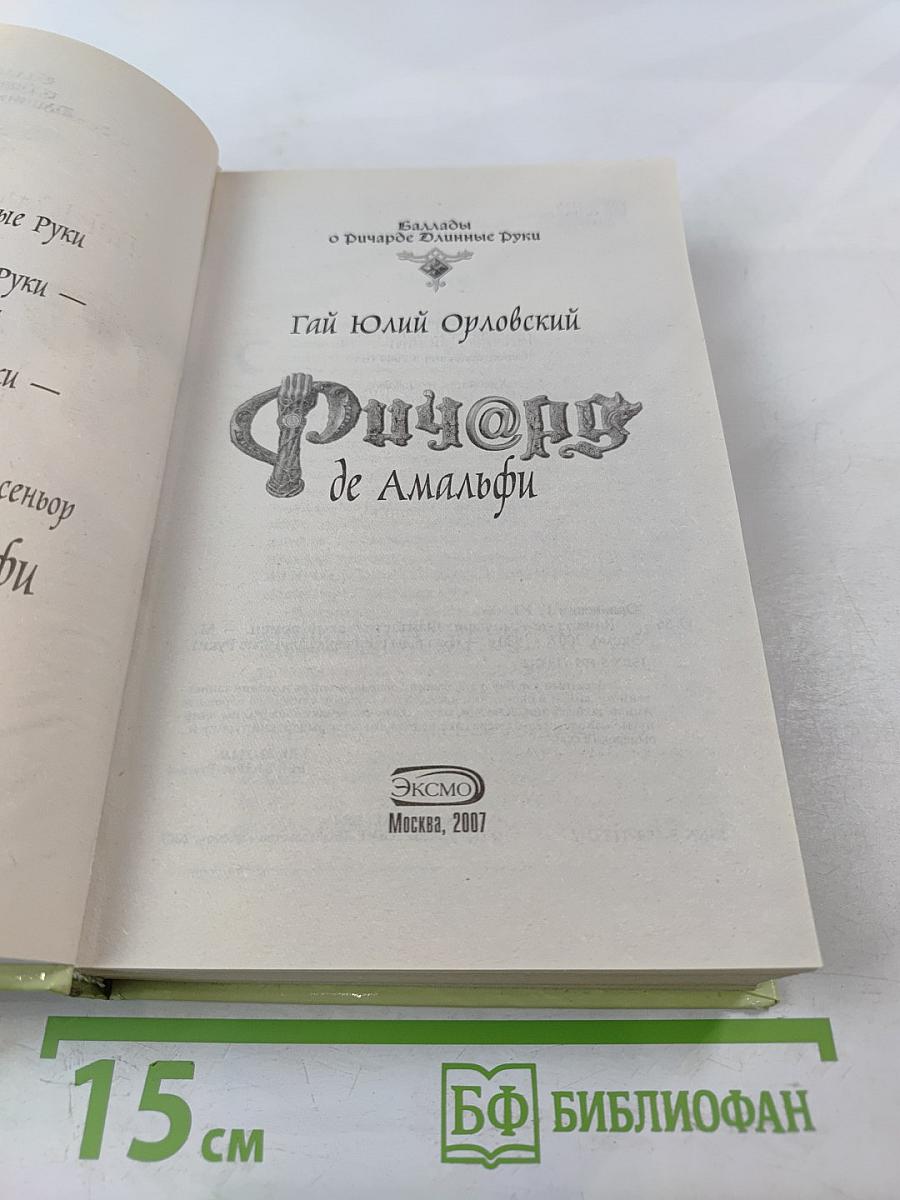 ые Руки
Руки —
ки —
сеньор
фи
Баллады
о Ричарде Длинные Руки
Гай Юлий Орловский
Рич@рд
де Амальфи
ЭКСМО
Москва, 2007
15 см
БФ БИБЛИОФАН